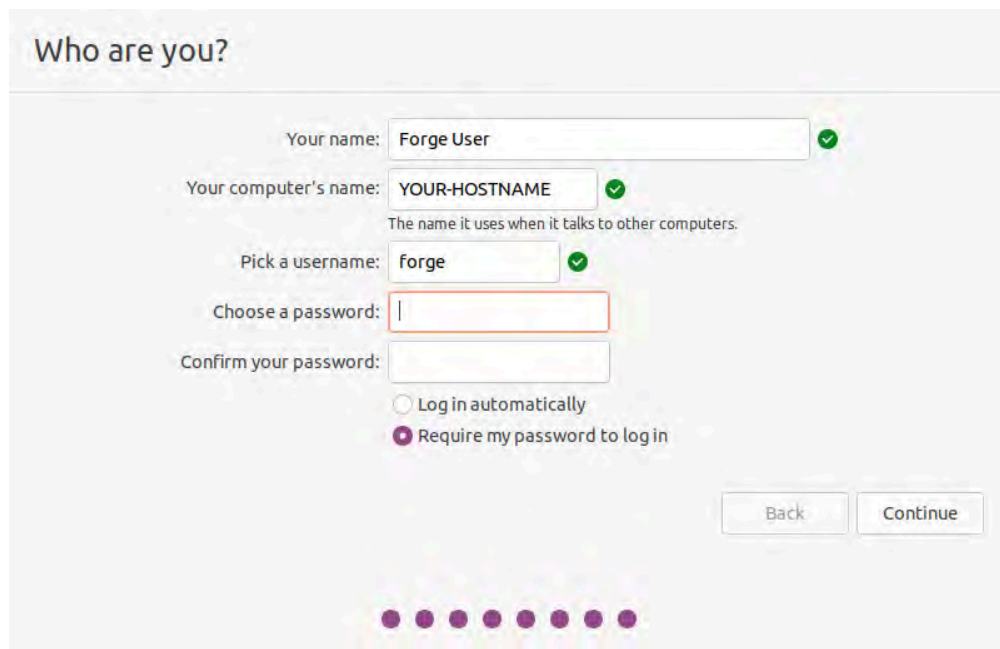 Who are you?
Your name: Forge User
Your computer's name: YOUR-HOSTNAME
The name it uses when it talks to other computers.
Pick a username: forge
Choose a password:
Confirm your password:
Log in automatically
Require my password to log in
Back Continue